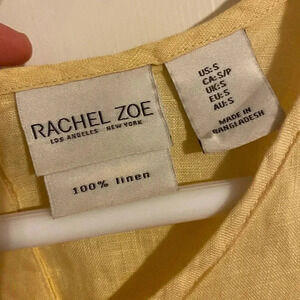 RACHEL ZOE
LOS ANGELES NEW YORK
100% linen
US:S
CA:S/P
UK:S
EU:S
AU:S
MADE IN
BANGLADESH